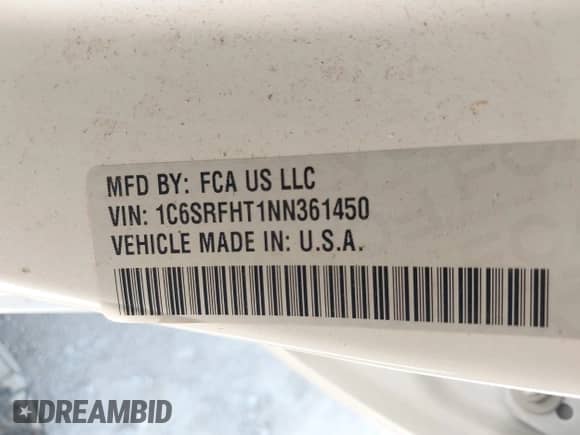 MFD BY: FCA US LLC
VIN: 1C6SRFHT1NN361450
VEHICLE MADE IN: U.S.A.
DREAMBID